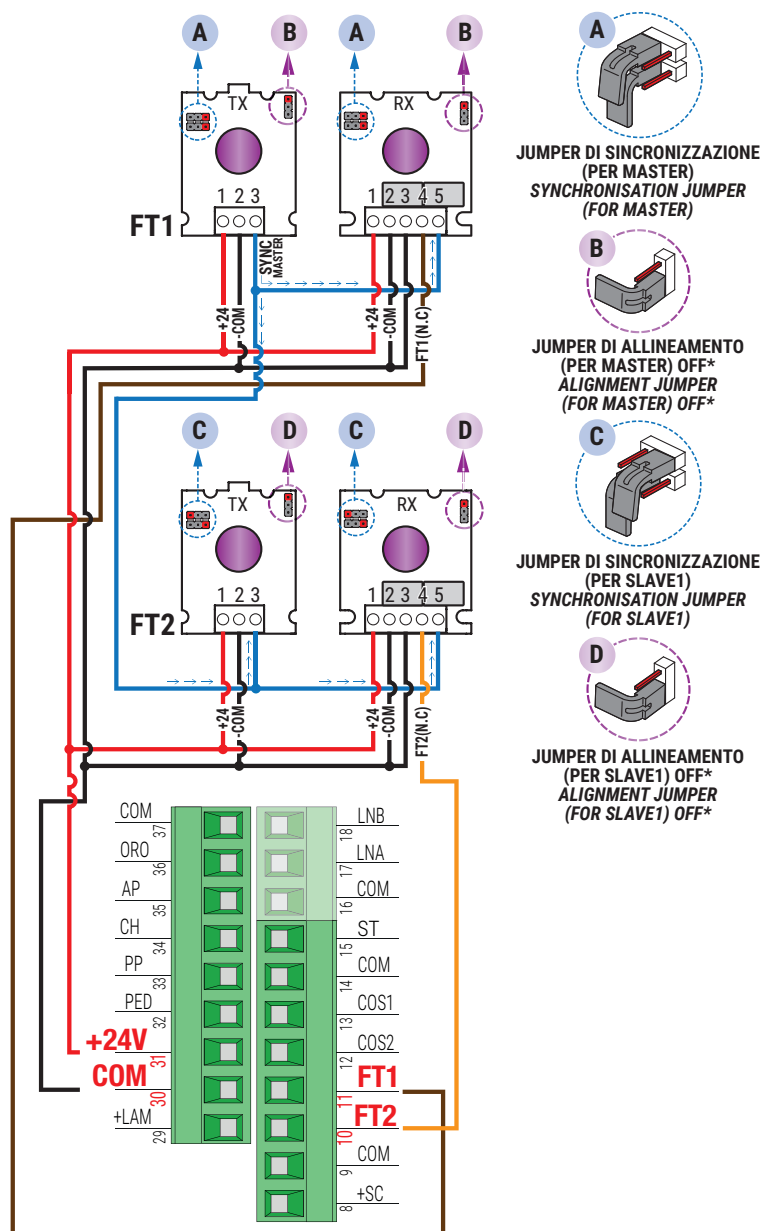 A
B
A
B
TX
RX
1 2 3
1 2 3 4 5
FT1
SYNC
MASTER
+24
-COM
+24
-COM
FT1(N.C)
C
D
C
D
TX
RX
1 2 3
1 2 3 4 5
FT2
+24
-COM
+24
-COM
FT2(N.C)
A
JUMPER DI SINCRONIZZAZIONE
(PER MASTER)
SYNCHRONISATION JUMPER
(FOR MASTER)
B
JUMPER DI ALLINEAMENTO
(PER MASTER) OFF*
ALIGNMENT JUMPER
(FOR MASTER) OFF*
C
JUMPER DI SINCRONIZZAZIONE
(PER SLAVE1)
SYNCHRONISATION JUMPER
(FOR SLAVE1)
D
JUMPER DI ALLINEAMENTO
(PER SLAVE1) OFF*
ALIGNMENT JUMPER
(FOR SLAVE1) OFF*
COM 37
ORO 36
AP 35
CH 34
PP 33
PED 32
+24V 31
COM 30
+LAM 29
18 LNB
17 LNA
16 COM
15 ST
14 COM
13 COS1
12 COS2
11 FT1
10 FT2
9 COM
8 +SC